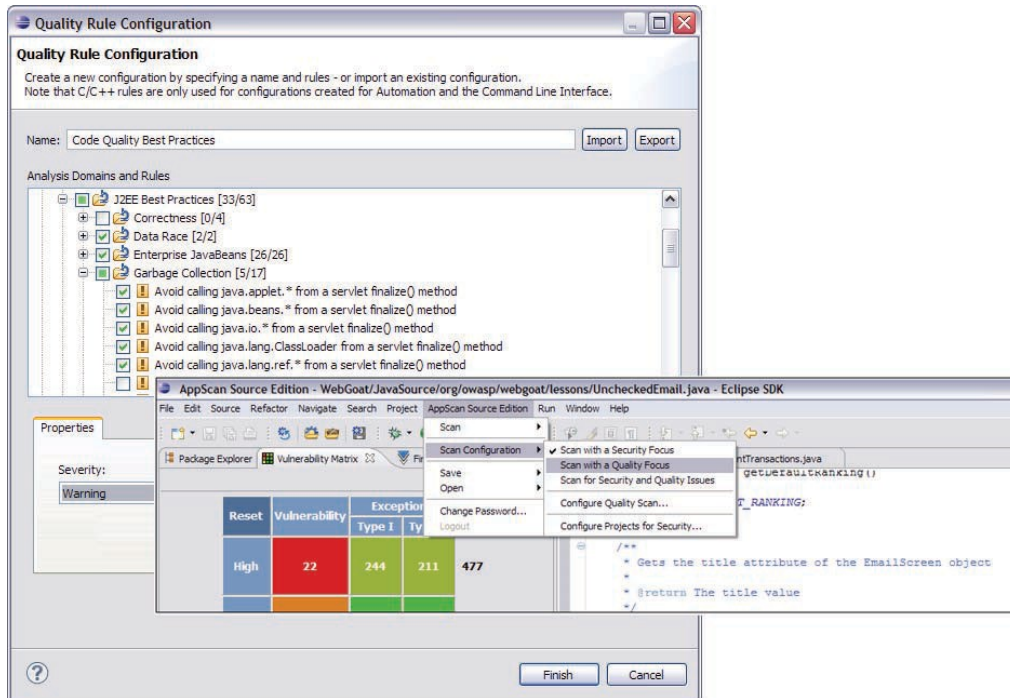 Quality Rule Configuration
Quality Rule Configuration
Create a new configuration by specifying a name and rules - or import an existing configuration.
Note that C/C++ rules are only used for configurations created for Automation and the Command Line Interface.
Name: Code Quality Best Practices Import Export
Analysis Domains and Rules
J2EE Best Practices [33/63]
Correctness [0/4]
Data Race [2/2]
Enterprise JavaBeans [26/26]
Garbage Collection [5/17]
Avoid calling java.applet.* from a servlet finalize() method
Avoid calling java.beans.* from a servlet finalize() method
Avoid calling java.io.* from a servlet finalize() method
Avoid calling java.lang.ClassLoader from a servlet finalize() method
Avoid calling java.lang.ref.* from a servlet finalize() method
Properties
Severity:
Warning
AppScan Source Edition - WebGoat/JavaSource/org/owasp/webgoat/lessons/UncheckedEmail.java - Eclipse SDK
File Edit Source Refactor Navigate Search Project AppScan Source Edition Run Window Help
Scan
Scan Configuration
Save
Open
Change Password...
Logout
Scan with a Security Focus
Scan with a Quality Focus
Scan for Security and Quality Issues
Configure Quality Scan...
Configure Projects for Security...
Package Explorer Vulnerability Matrix Fi
ntTransactions.java
getDefaultRanking()
T_RANKING;
/**
* Gets the title attribute of the EmailScreen object
*
* @return The title value
*/
Reset Vulnerability Exception
Type I Ty
High 22 244 211 477
Finish Cancel